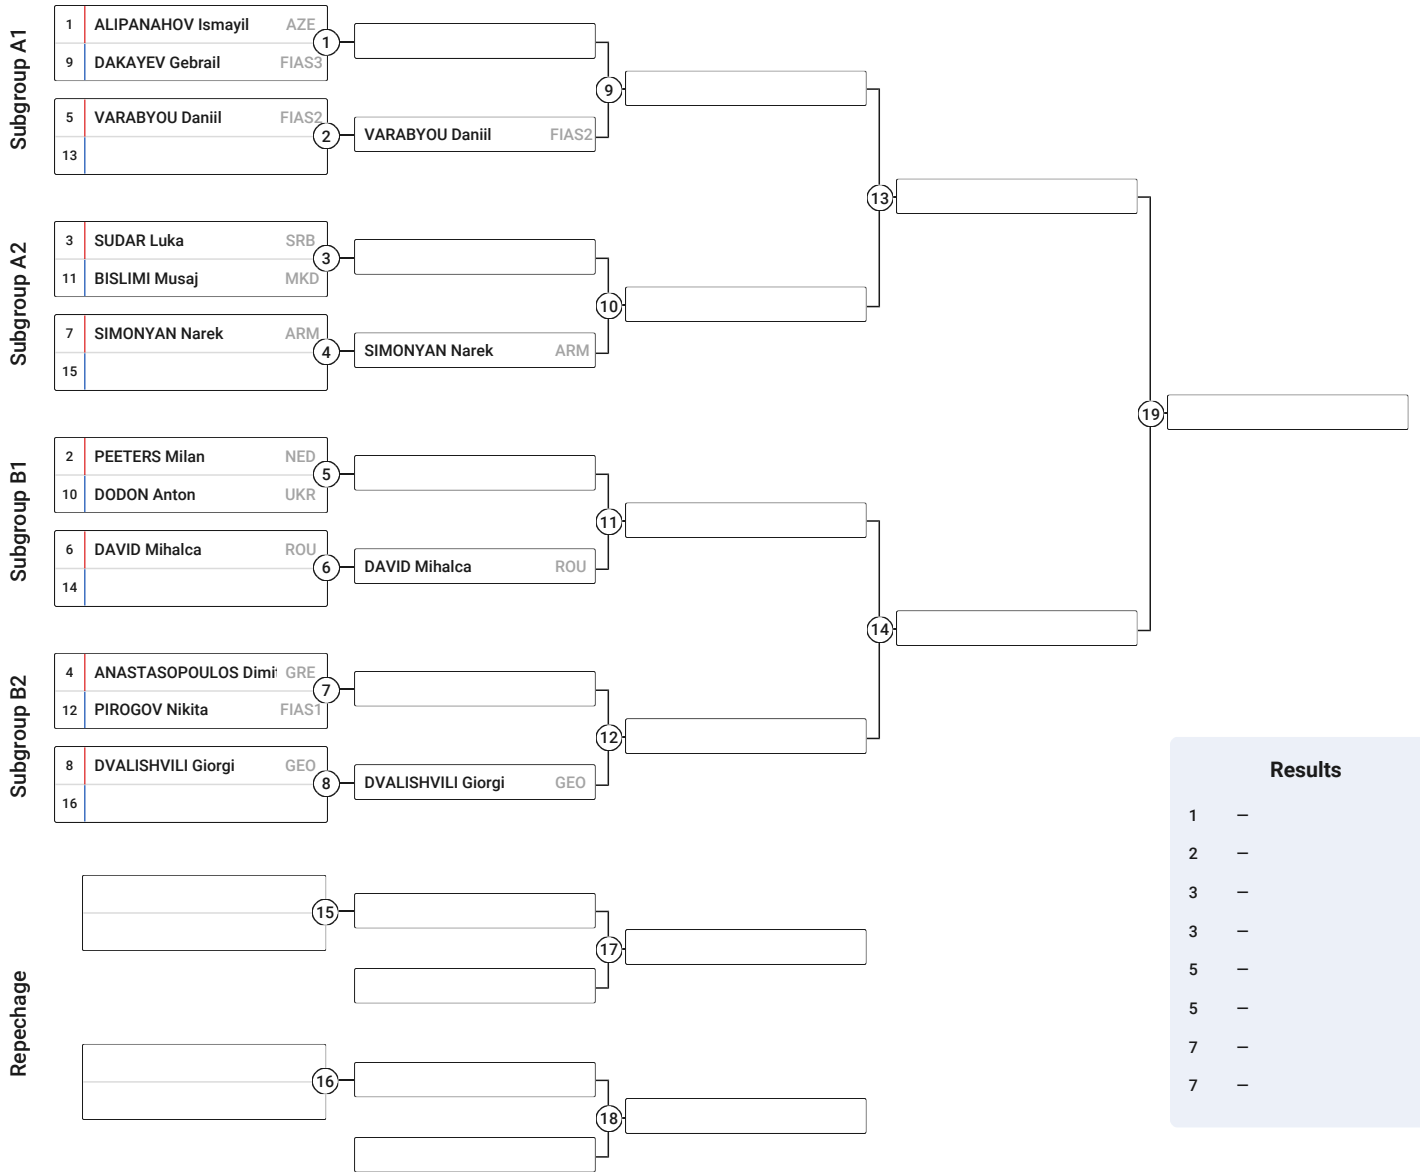 Subgroup A1
1 ALIPANAHOV Ismayil AZE
9 DAKAYEV Gebrail FIAS3
1
5 VARABYOU Daniil FIAS2
13
2
VARABYOU Daniil FIAS2
9
Subgroup A2
3 SUDAR Luka SRB
11 BISLIMI Musaj MKD
3
7 SIMONYAN Narek ARM
15
4
SIMONYAN Narek ARM
10
13
Subgroup B1
2 PEETERS Milan NED
10 DODON Anton UKR
5
6 DAVID Mihalca ROU
14
6
DAVID Mihalca ROU
11
Subgroup B2
4 ANASTASOPOULOS Dimi GRE
12 PIROGOV Nikita FIAS1
7
8 DVALISHVILI Giorgi GEO
16
8
DVALISHVILI Giorgi GEO
12
14
19
Repechage
15
17
16
18
Results
1 –
2 –
3 –
3 –
5 –
5 –
7 –
7 –